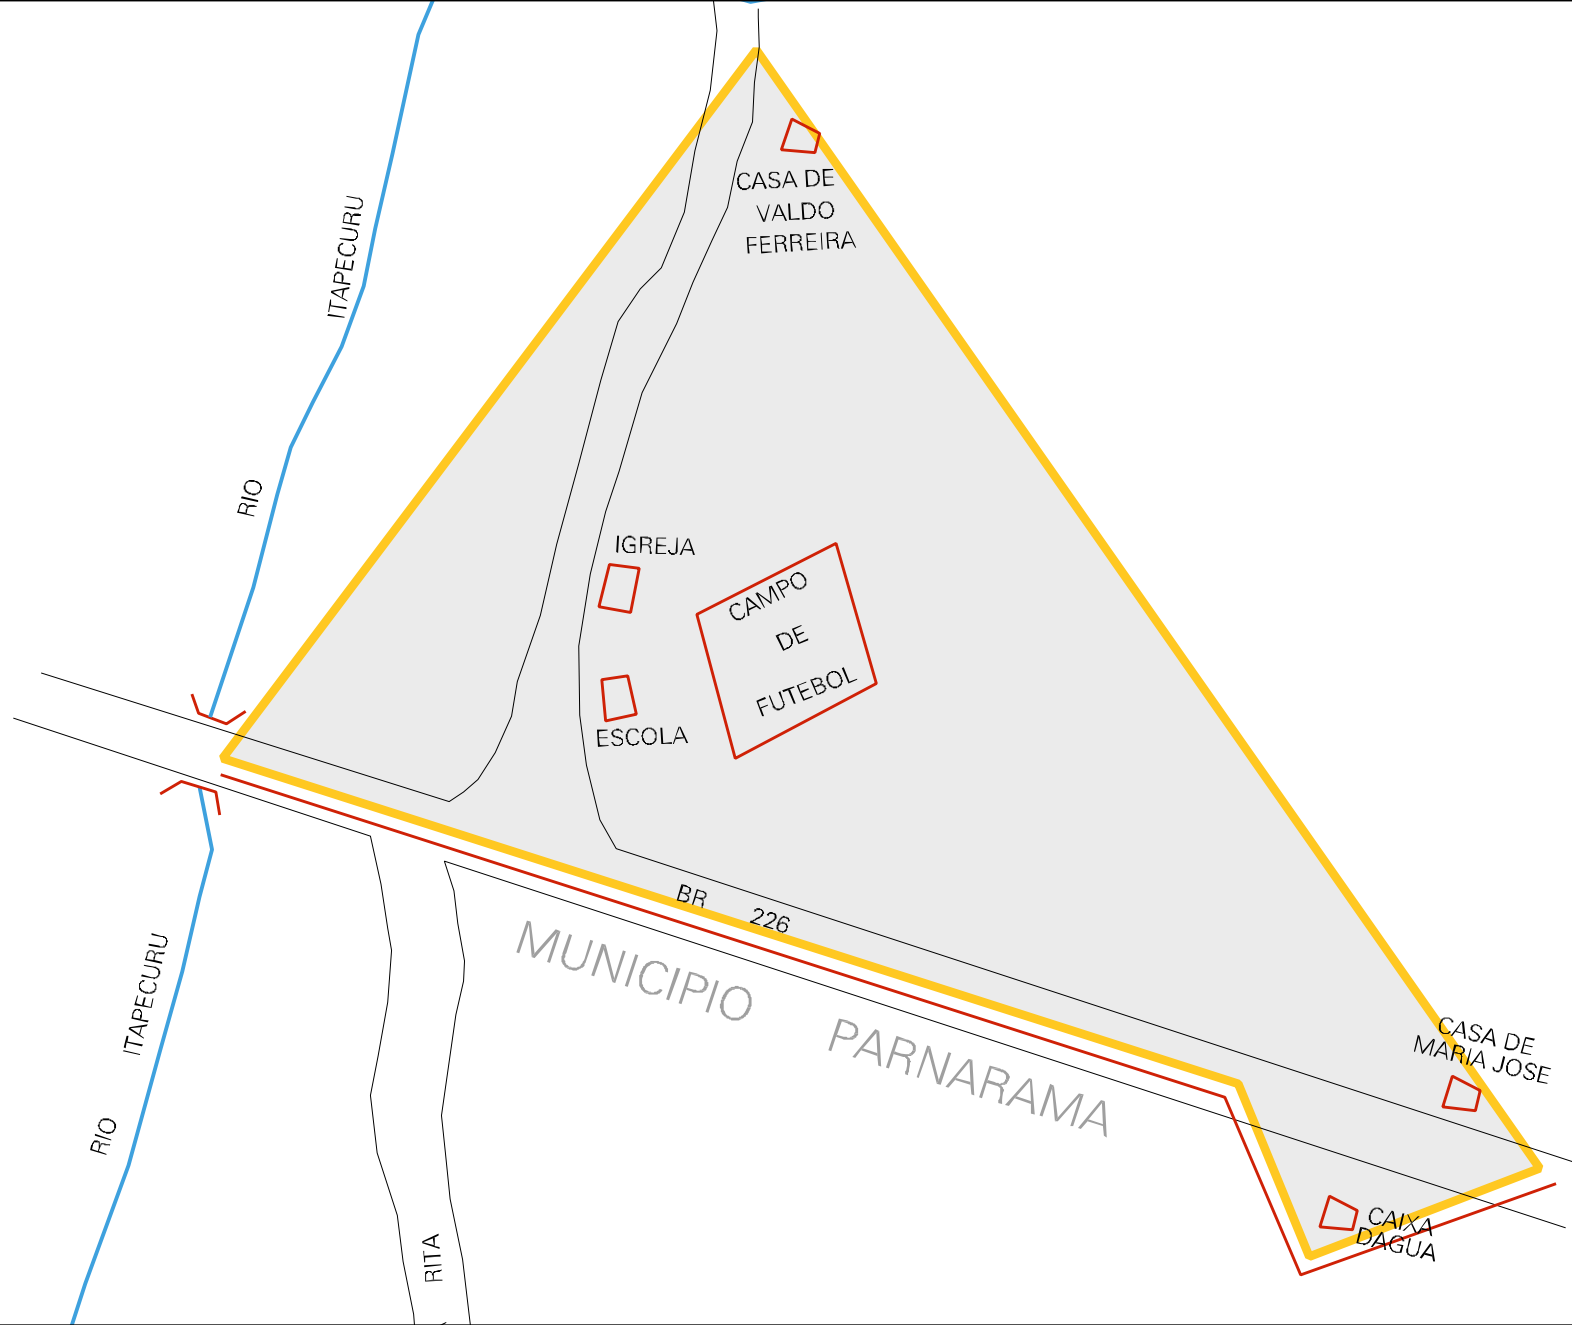 CASA DE
VALDO
FERREIRA
ITAPECURU
RIO
IGREJA
CAMPO
DE
FUTEBOL
ESCOLA
BR 226
MUNICIPIO PARNARAMA
ITAPECURU
RIO
RITA
CASA DE
MARIA JOSE
CAIXA
DAGUA